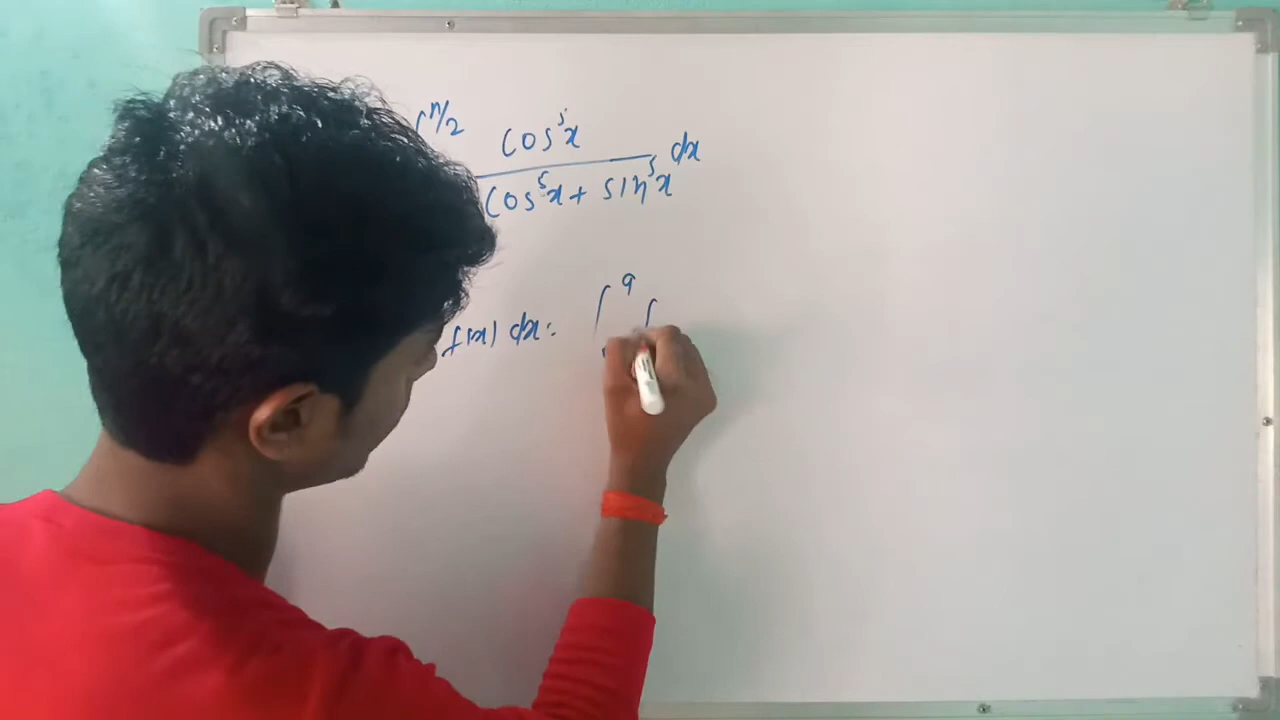 ∫^π/2 cos⁵x
dx
cos⁵x + sin⁵x
f(x) dx = ∫ᵃ f